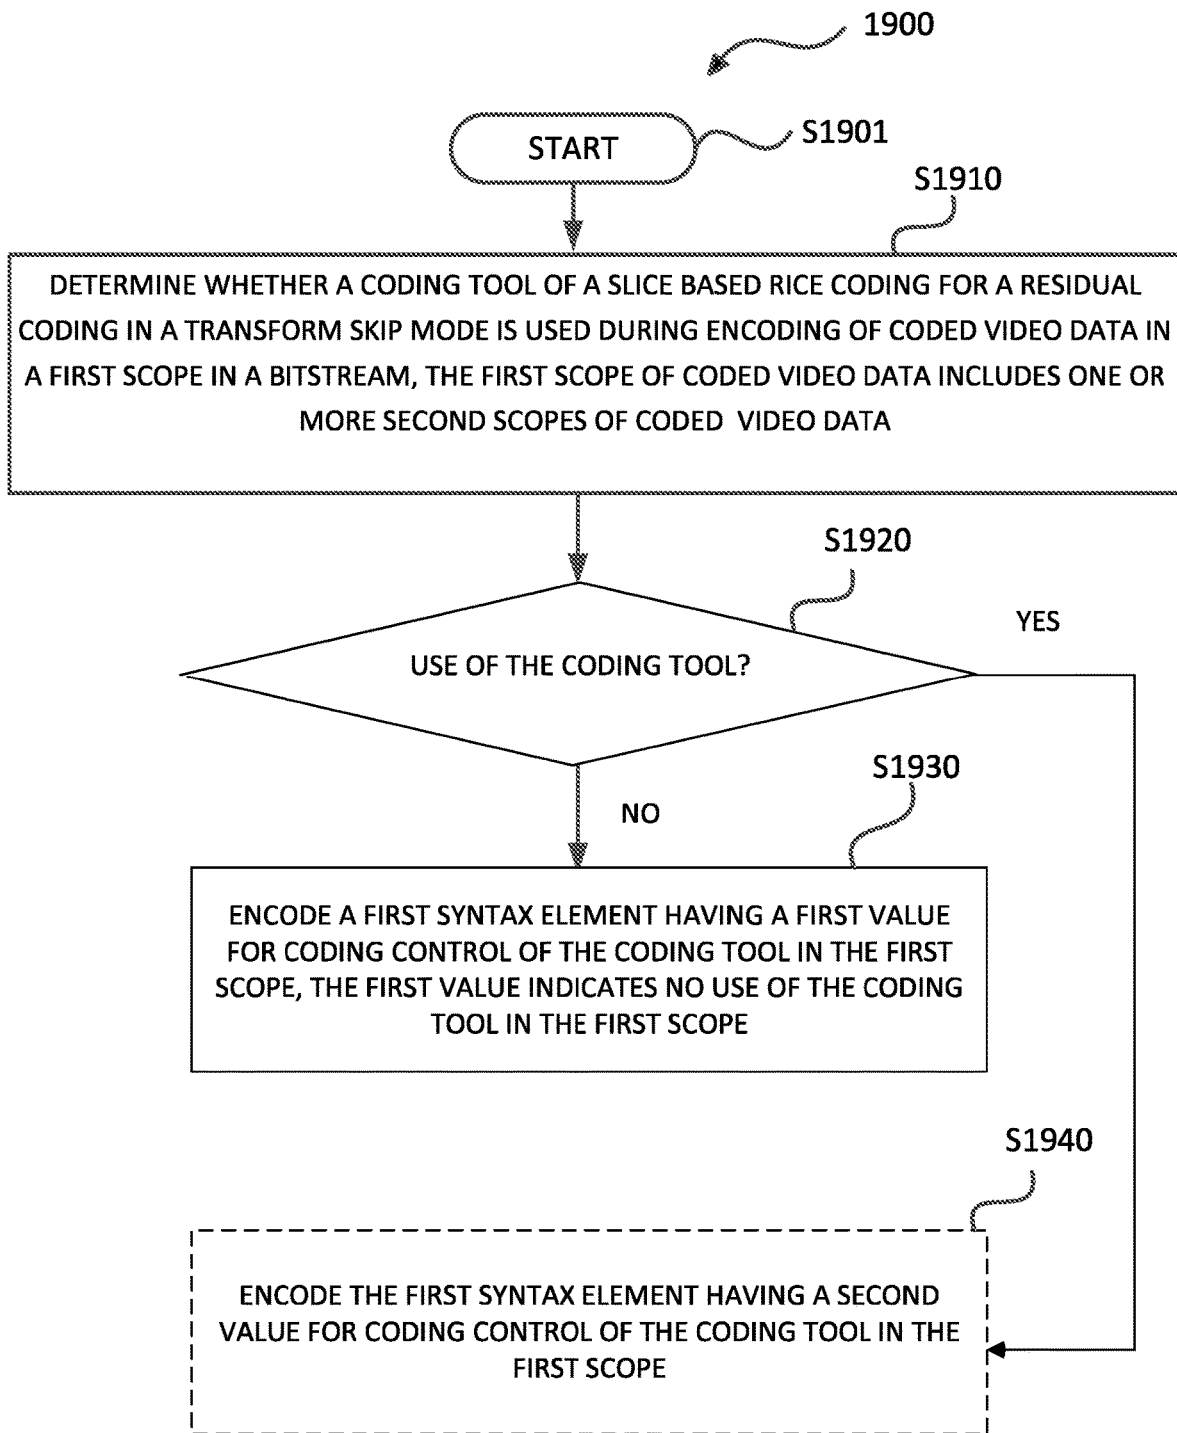 1900
START
S1901
S1910
DETERMINE WHETHER A CODING TOOL OF A SLICE BASED RICE CODING FOR A RESIDUAL
CODING IN A TRANSFORM SKIP MODE IS USED DURING ENCODING OF CODED VIDEO DATA IN
A FIRST SCOPE IN A BITSTREAM, THE FIRST SCOPE OF CODED VIDEO DATA INCLUDES ONE OR
MORE SECOND SCOPES OF CODED VIDEO DATA
S1920
USE OF THE CODING TOOL?
YES
NO
S1930
ENCODE A FIRST SYNTAX ELEMENT HAVING A FIRST VALUE
FOR CODING CONTROL OF THE CODING TOOL IN THE FIRST
SCOPE, THE FIRST VALUE INDICATES NO USE OF THE CODING
TOOL IN THE FIRST SCOPE
S1940
ENCODE THE FIRST SYNTAX ELEMENT HAVING A SECOND
VALUE FOR CODING CONTROL OF THE CODING TOOL IN THE
FIRST SCOPE